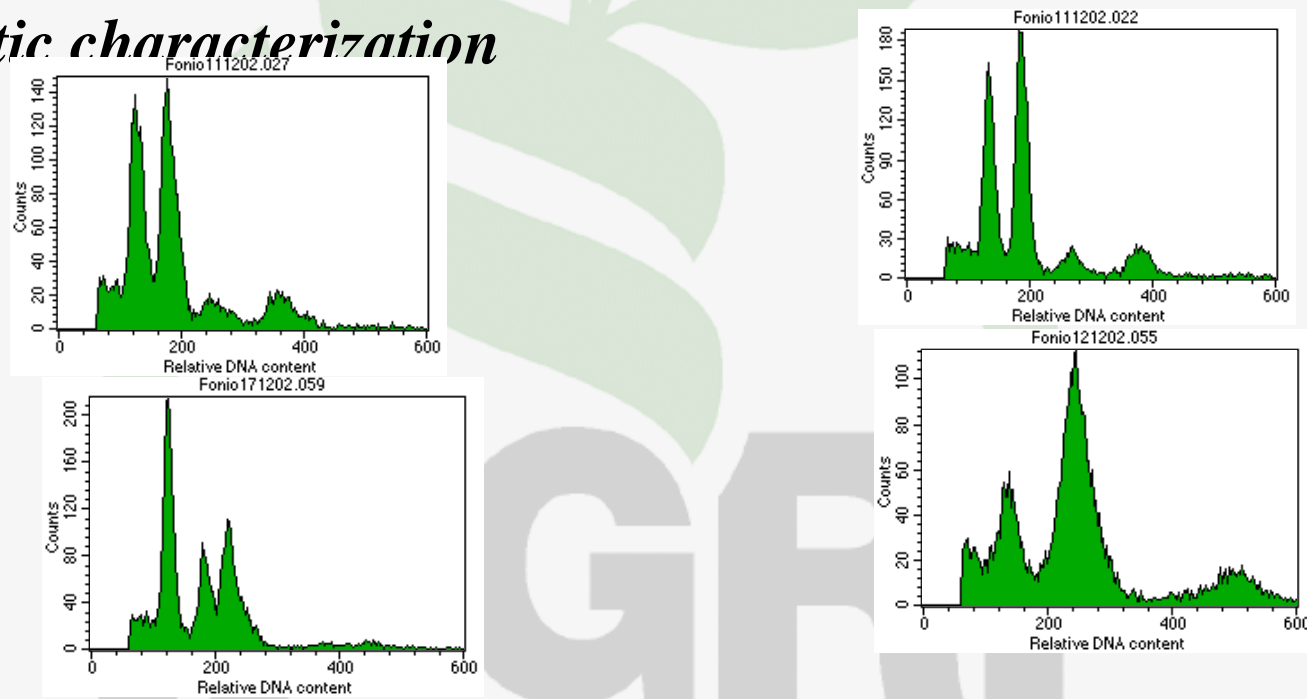 tic characterization
Fonio111202.027
Counts
0 20 40 60 80 100 120 140
0 200 400 600
Relative DNA content
Fonio111202.022
Counts
0 30 60 90 120 150 180
0 200 400 600
Relative DNA content
Fonio171202.059
Counts
0 40 80 120 160 200
0 200 400 600
Relative DNA content
Fonio121202.055
Counts
0 20 40 60 80 100
0 200 400 600
Relative DNA content
GRI